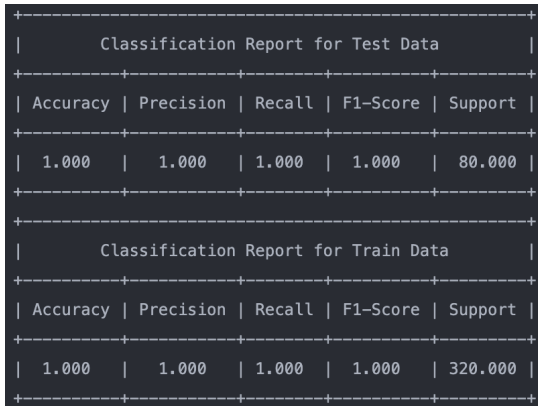 Classification Report for Test Data
| Accuracy | Precision | Recall | F1-Score | Support |
| 1.000 | 1.000 | 1.000 | 1.000 | 80.000 |
Classification Report for Train Data
| Accuracy | Precision | Recall | F1-Score | Support |
| 1.000 | 1.000 | 1.000 | 1.000 | 320.000 |